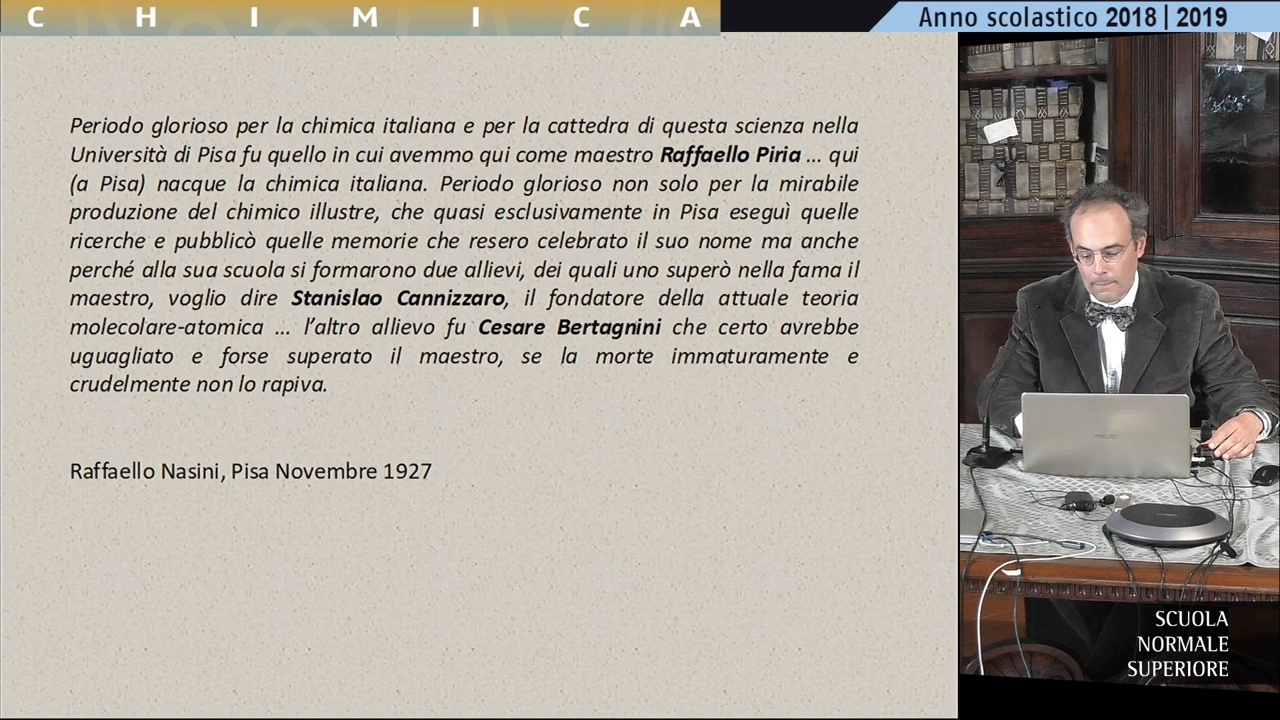 CHIMICA
Anno scolastico 2018 | 2019
Periodo glorioso per la chimica italiana e per la cattedra di questa scienza nella
Università di Pisa fu quello in cui avemmo qui come maestro Raffaello Piria ... qui
(a Pisa) nacque la chimica italiana. Periodo glorioso non solo per la mirabile
produzione del chimico illustre, che quasi esclusivamente in Pisa eseguì quelle
ricerche e pubblicò quelle memorie che resero celebrato il suo nome ma anche
perché alla sua scuola si formarono due allievi, dei quali uno superò nella fama il
maestro, voglio dire Stanislao Cannizzaro, il fondatore della attuale teoria
molecolare-atomica ... l'altro allievo fu Cesare Bertagnini che certo avrebbe
uguagliato e forse superato il maestro, se la morte immaturamente e
crudelmente non lo rapiva.
Raffaello Nasini, Pisa Novembre 1927
SCUOLA
NORMALE
SUPERIORE